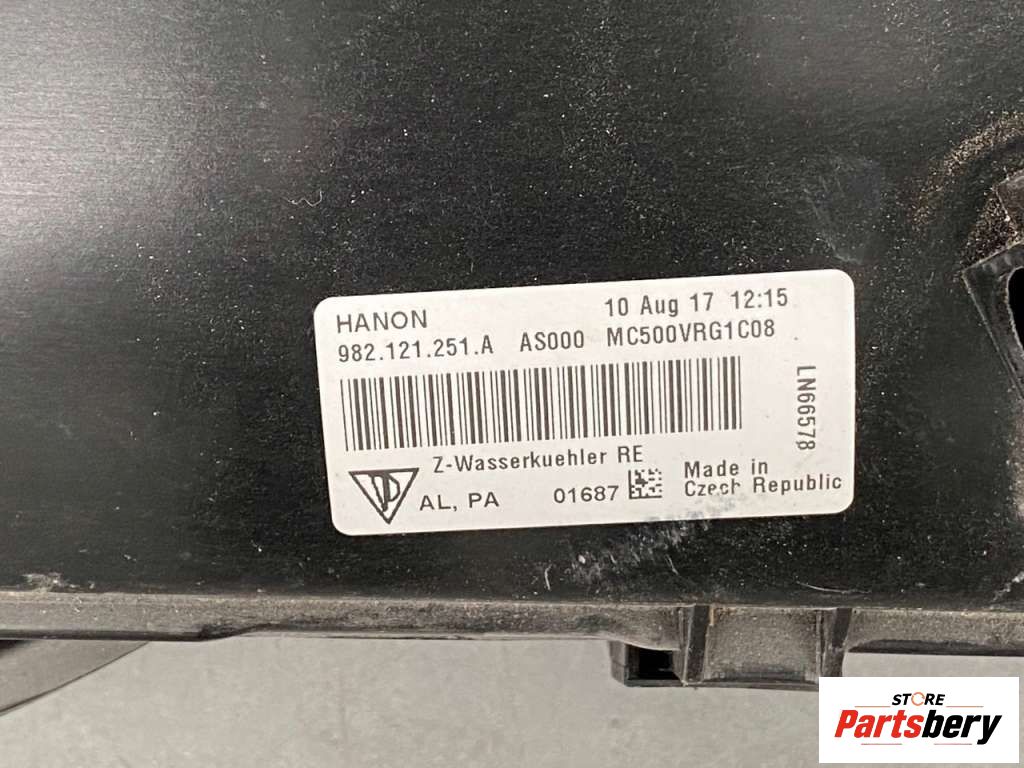 HANON 10 Aug 17 12:15
982.121.251.A AS000 MC500VRG1C08
LN66578
Z-Wasserkuehler RE
AL, PA 01687 Made in
Czech Republic
STORE
Partsbery